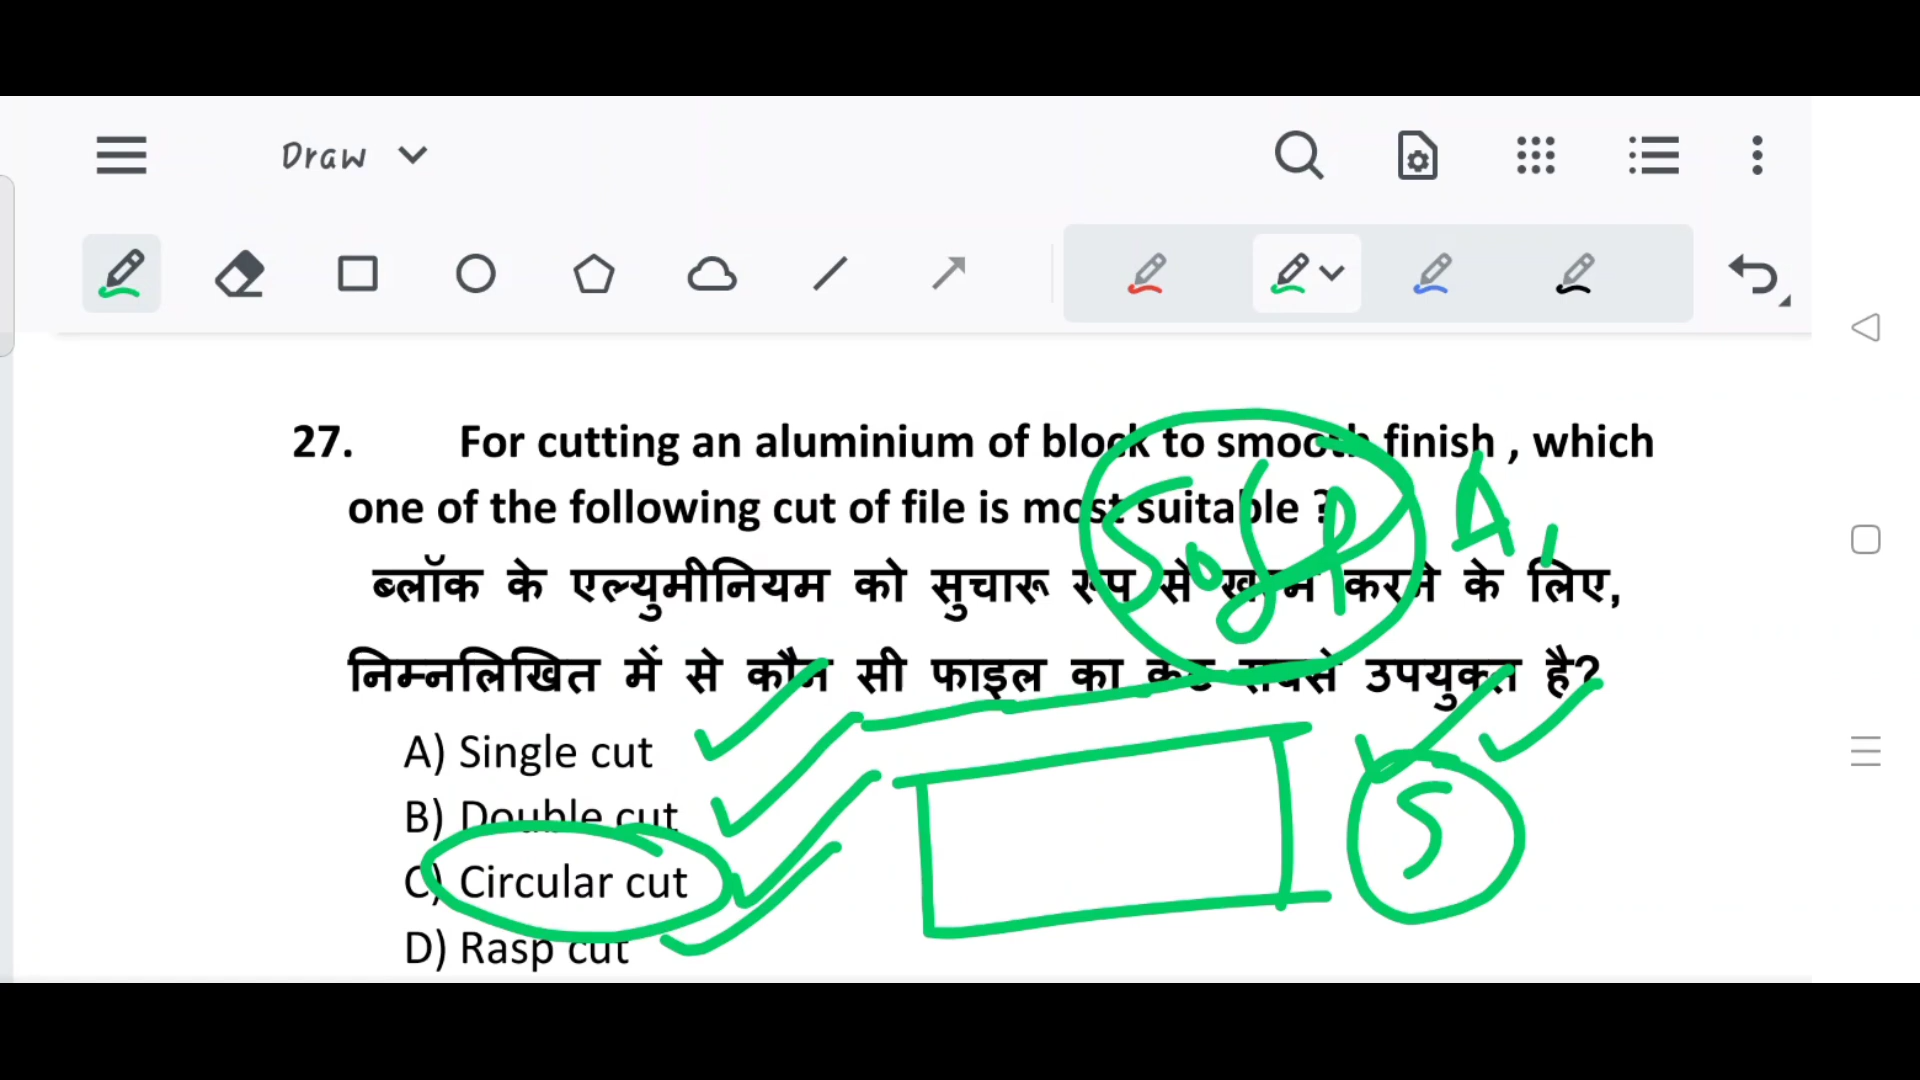 Draw
27. For cutting an aluminium of block to smooth finish , which
one of the following cut of file is most suitable ?
ब्लॉक के एल्युमीनियम को सुचारू रूप से खत्म करने के लिए,
निम्नलिखित में से कौन सी फाइल का कट सबसे उपयुक्त है?
A) Single cut
B) Double cut
C) Circular cut
D) Rasp cut
S